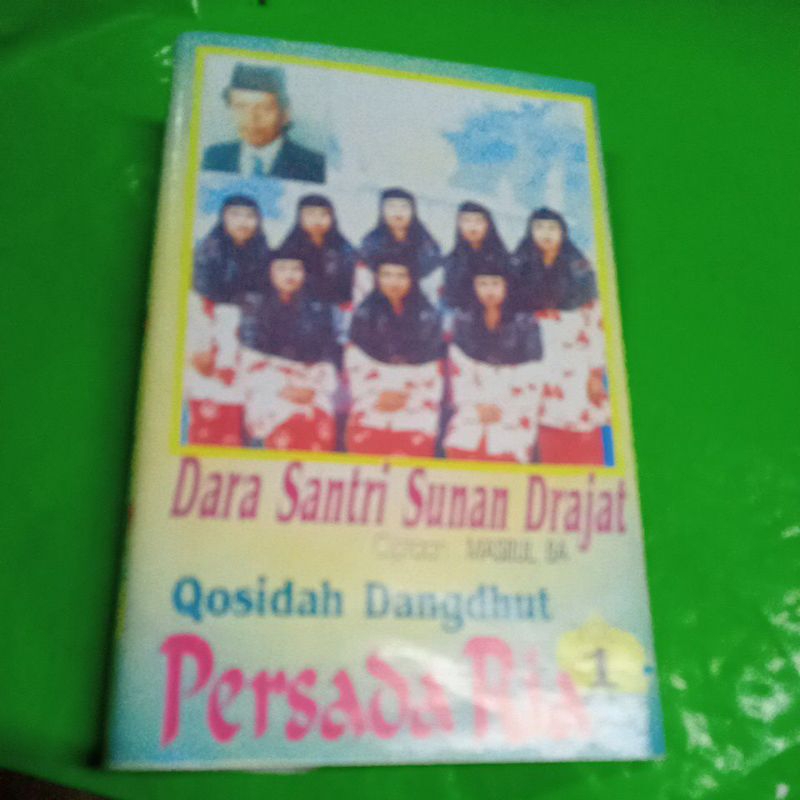 Dara Santri Sunan Drajat
Qosidah Dangdhut
Persada Ria
1